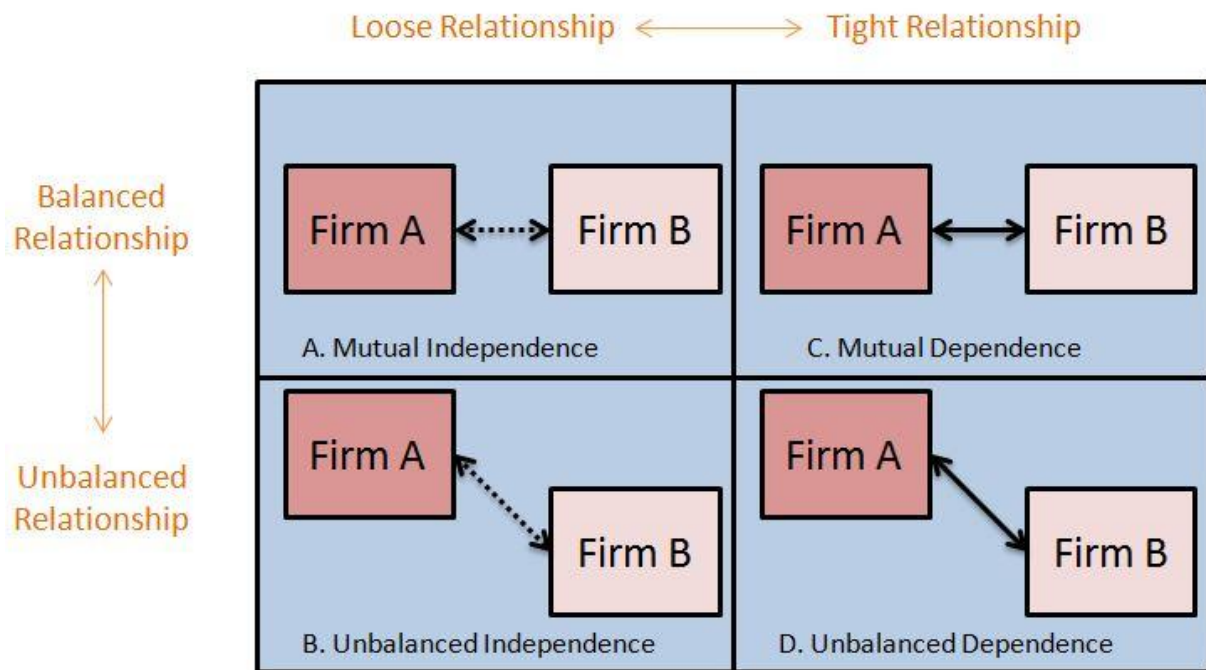 Loose Relationship
Tight Relationship
Balanced
Relationship
Unbalanced
Relationship
Firm A
Firm B
A. Mutual Independence
Firm A
Firm B
C. Mutual Dependence
Firm A
Firm B
B. Unbalanced Independence
Firm A
Firm B
D. Unbalanced Dependence